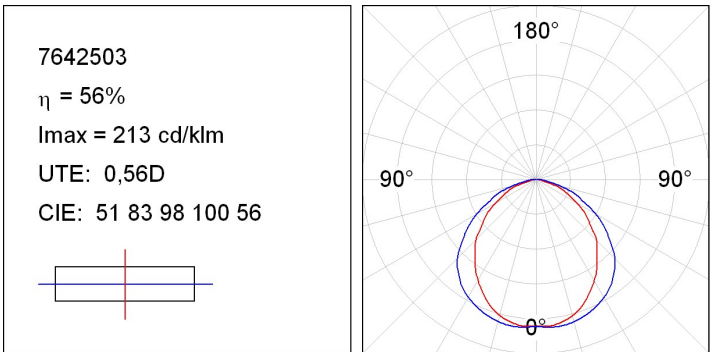 7642503
η = 56%
Imax = 213 cd/klm
UTE: 0,56D
CIE: 51 83 98 100 56
180°
90° 90°
0°